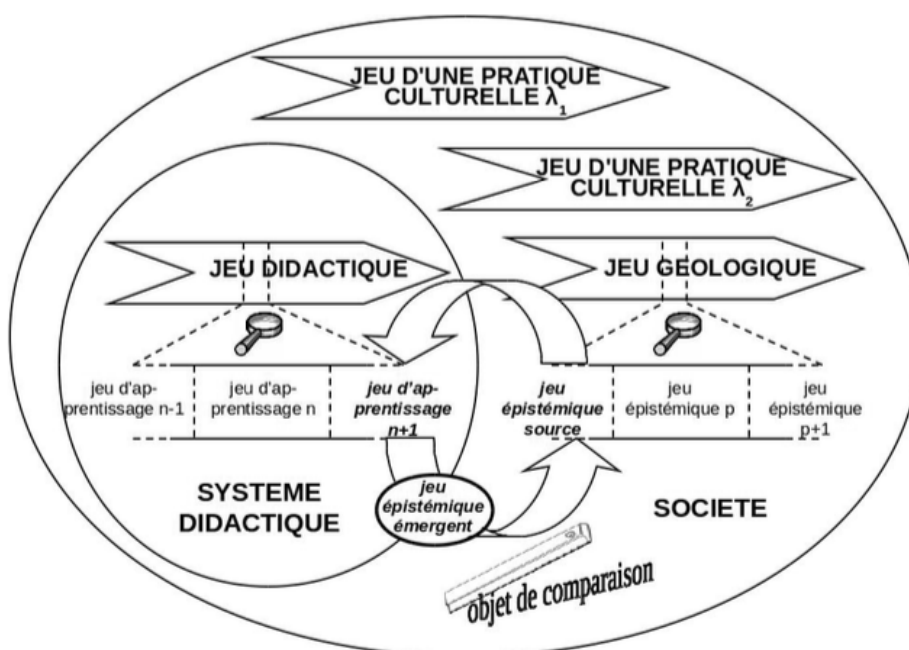 JEU D'UNE PRATIQUE
CULTURELLE λ1
JEU D'UNE PRATIQUE
CULTURELLE λ2
JEU DIDACTIQUE
JEU GEOLOGIQUE
jeu d'ap-
prentissage n-1
jeu d'ap-
prentissage n
jeu d'ap-
prentissage
n+1
jeu
épistémique
source
jeu
épistémique p
jeu
épistémique
p+1
SYSTEME
DIDACTIQUE
jeu
épistémique
émergent
SOCIETE
objet de comparaison